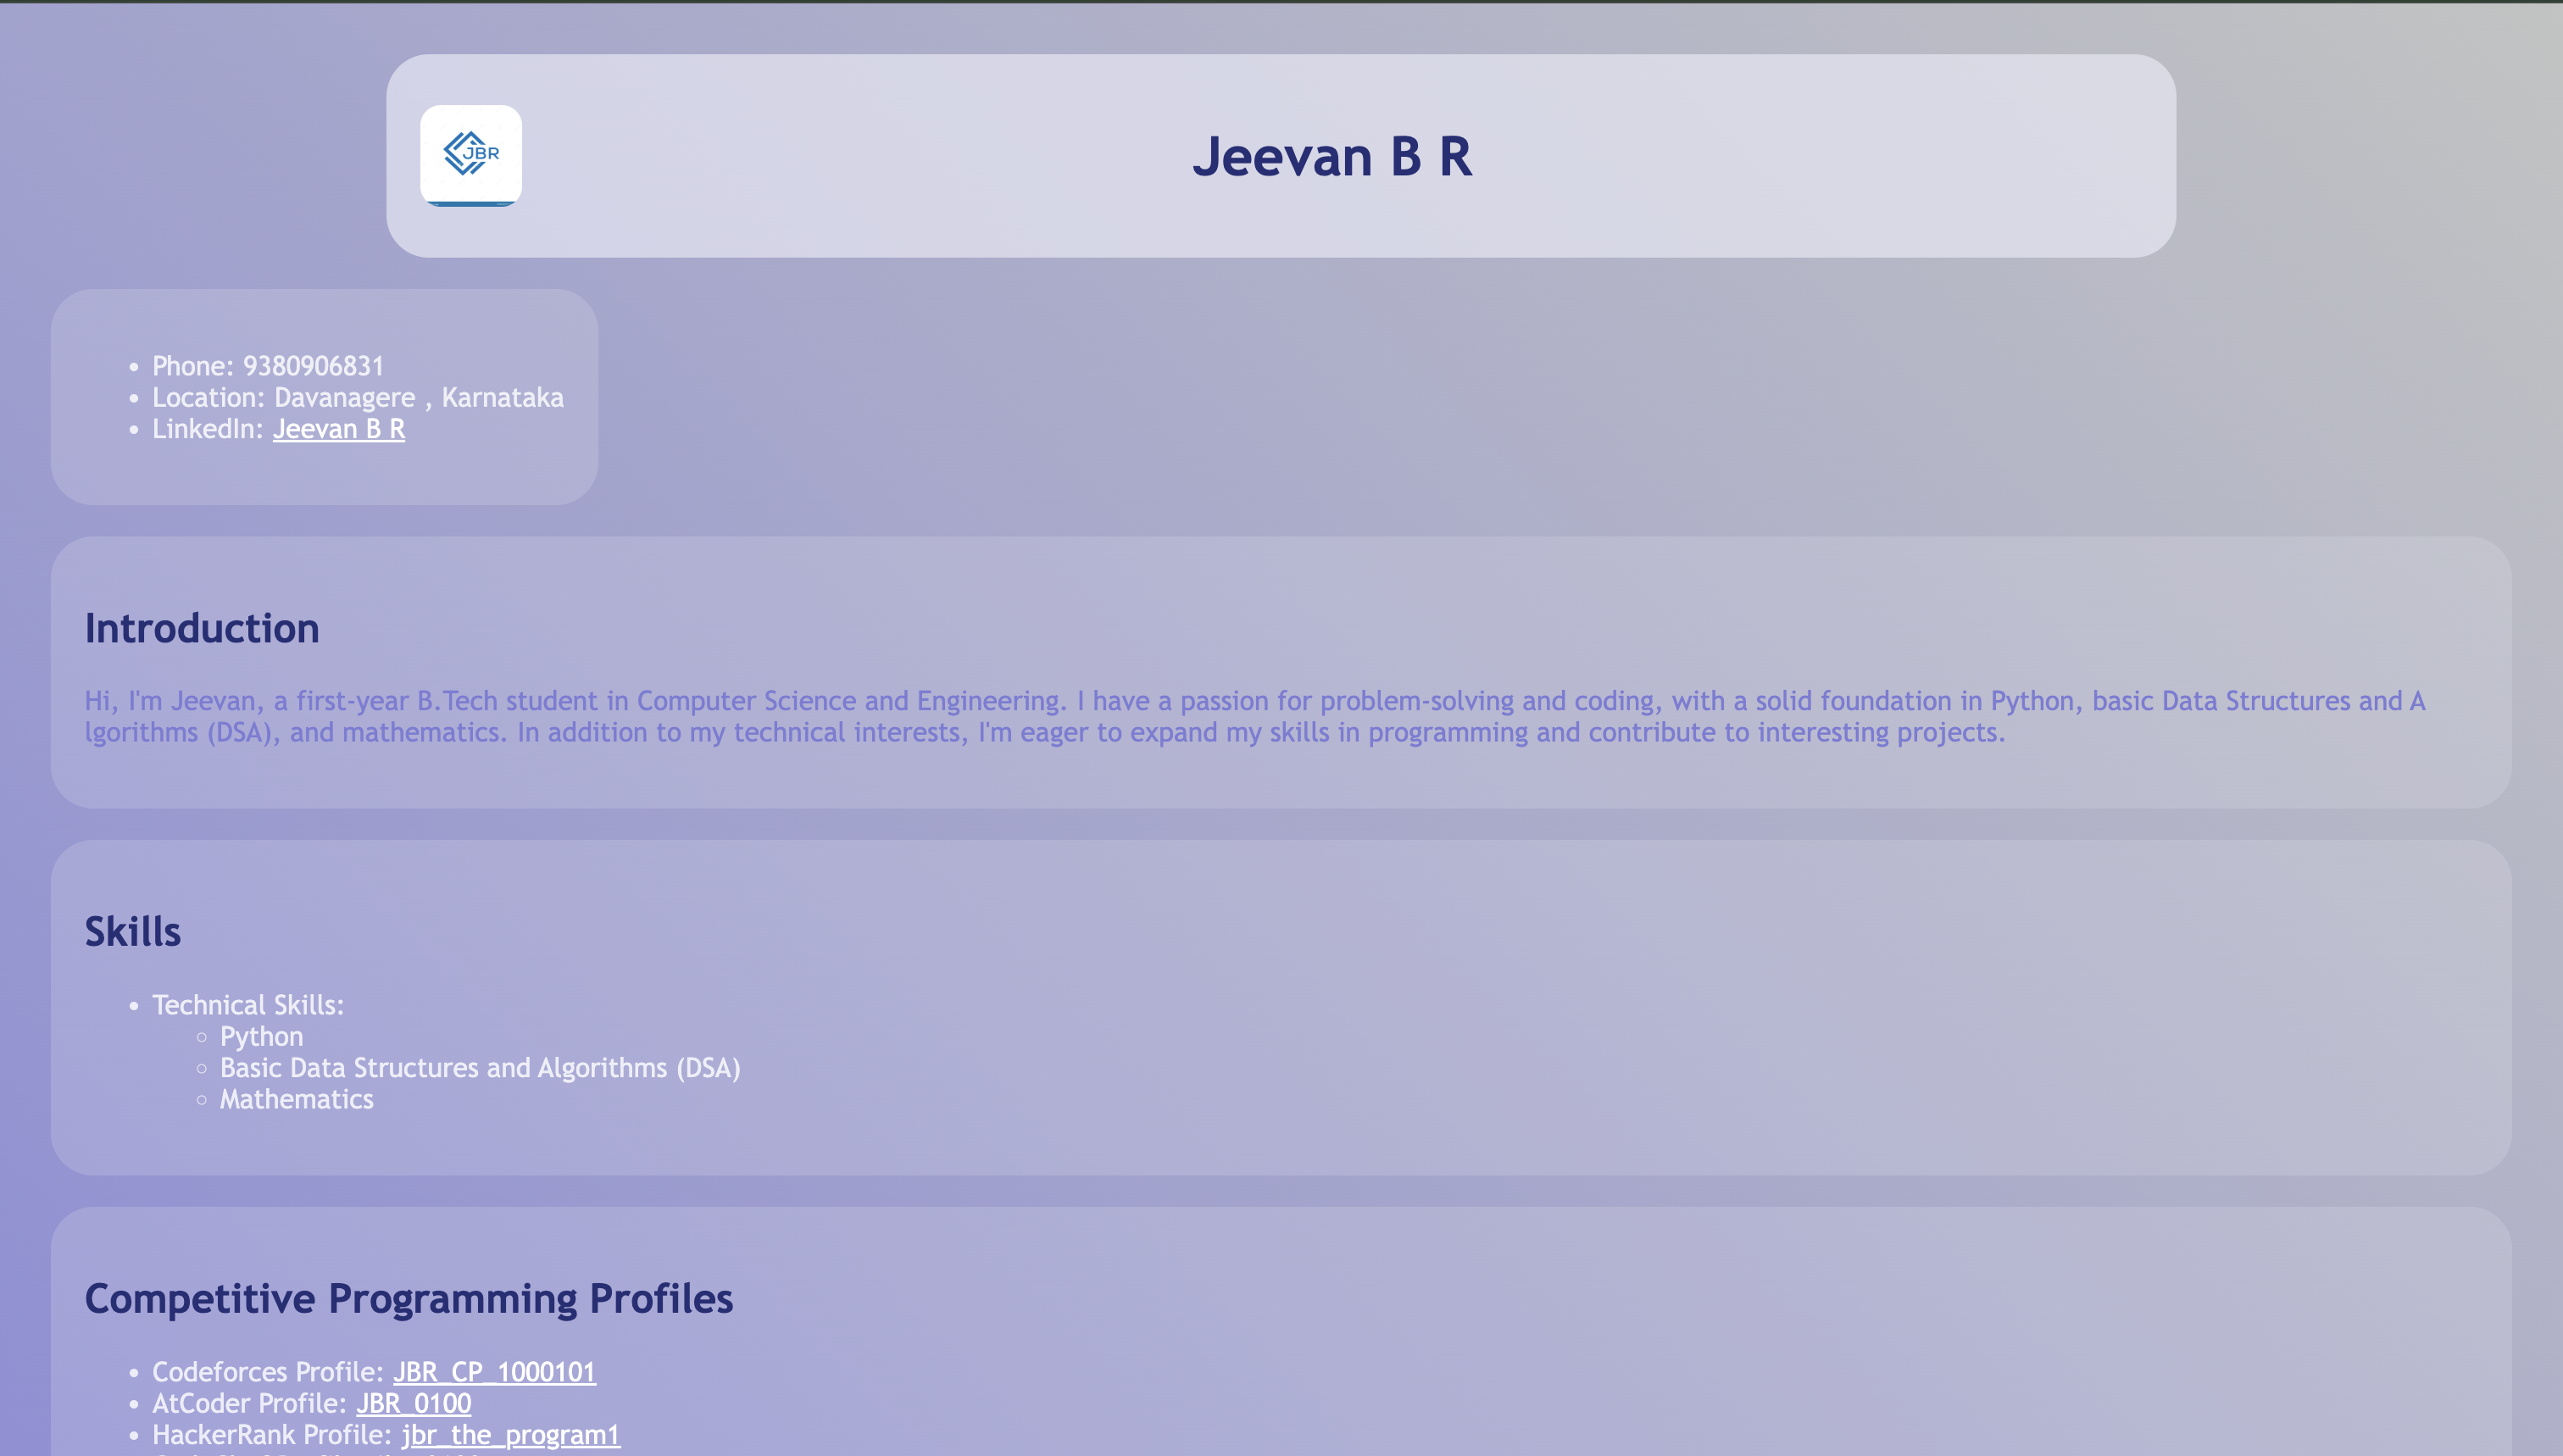 JBR
Jeevan B R
Phone: 9380906831
Location: Davanagere , Karnataka
LinkedIn: Jeevan B R
Introduction
Hi, I'm Jeevan, a first-year B.Tech student in Computer Science and Engineering. I have a passion for problem-solving and coding, with a solid foundation in Python, basic Data Structures and A
lgorithms (DSA), and mathematics. In addition to my technical interests, I'm eager to expand my skills in programming and contribute to interesting projects.
Skills
Technical Skills:
Python
Basic Data Structures and Algorithms (DSA)
Mathematics
Competitive Programming Profiles
Codeforces Profile: JBR_CP_1000101
AtCoder Profile: JBR_0100
HackerRank Profile: jbr_the_program1